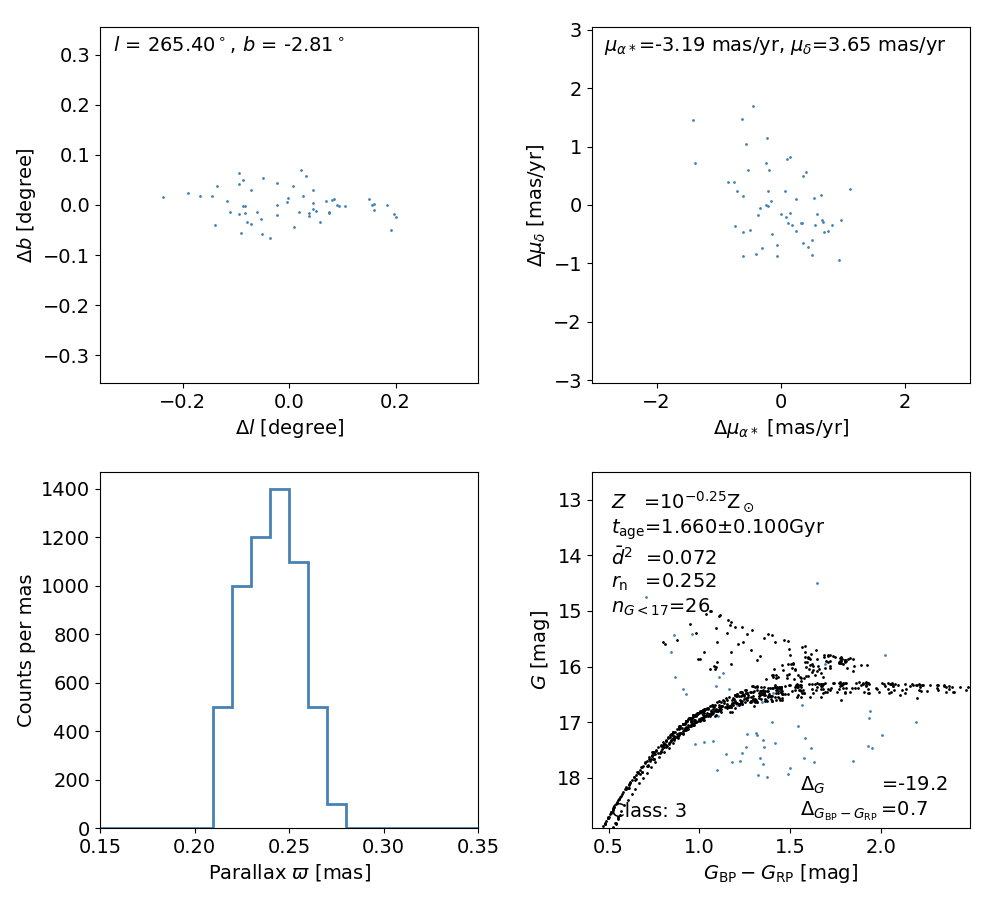 l = 265.40°, b = -2.81°
0.3
0.2
0.1
0.0
−0.1
−0.2
−0.3
Δb [degree]
−0.2 0.0 0.2
Δl [degree]
μα*=-3.19 mas/yr, μδ=3.65 mas/yr
3
2
1
0
−1
−2
−3
Δμδ [mas/yr]
−2 0 2
Δμα* [mas/yr]
1400
1200
1000
800
600
400
200
0
Counts per mas
0.15 0.20 0.25 0.30 0.35
Parallax ϖ [mas]
Z =10^−0.25 Z⊙
t_age=1.660±0.100Gyr
d̄² =0.072
r_n =0.252
n_G<17=26
13
14
15
16
17
18
G [mag]
Δ_G =-19.2
Class: 3
Δ_G_BP−G_RP =0.7
0.5 1.0 1.5 2.0
G_BP − G_RP [mag]